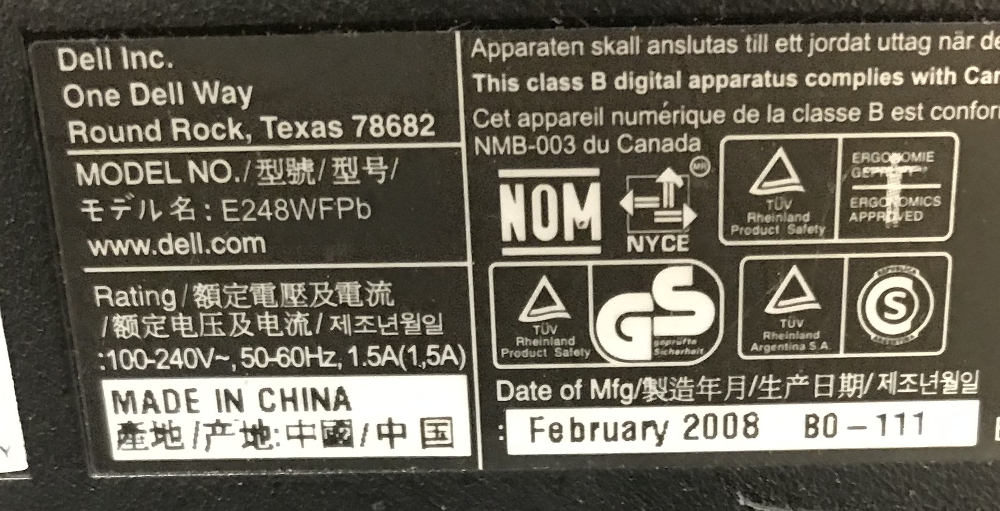 Dell Inc.
One Dell Way
Round Rock, Texas 78682
MODEL NO./型號/型号/
モデル名: E248WFPb
www.dell.com
Rating/額定電壓及電流
/额定电压及电流/제조년월일
:100-240V~, 50-60Hz, 1.5A(1,5A)
MADE IN CHINA
產地/产地:中國/中国
Apparaten skall anslutas till ett jordat uttag när
This class B digital apparatus complies with
Cet appareil numérique de la classe B est
NMB-003 du Canada
NOM
NYCE
MR
TÜV
Rheinland
Product Safety
ERGONOMIE
GEPRÜFT
ERGONOMICS
APPROVED
TÜV
Rheinland
Product Safety
GS
geprüfte
Sicherheit
TÜV
Rheinland
Argentina S.A.
REPUBLICA
S
ARGENTINA
Date of Mfg/製造年月/生产日期/제조년월일
: February 2008 B0-111